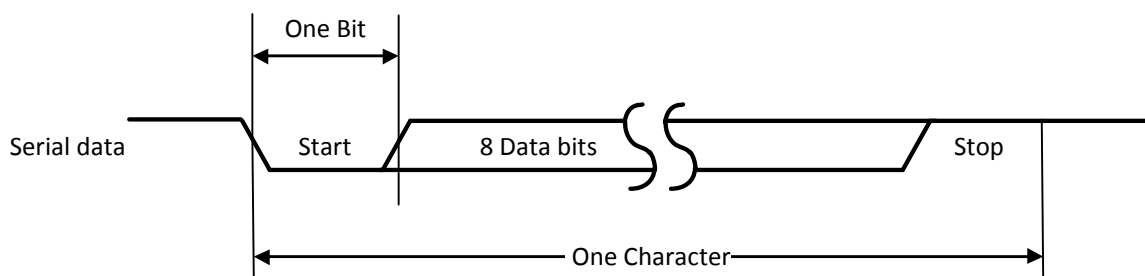 One Bit
Serial data
Start
8 Data bits
Stop
One Character